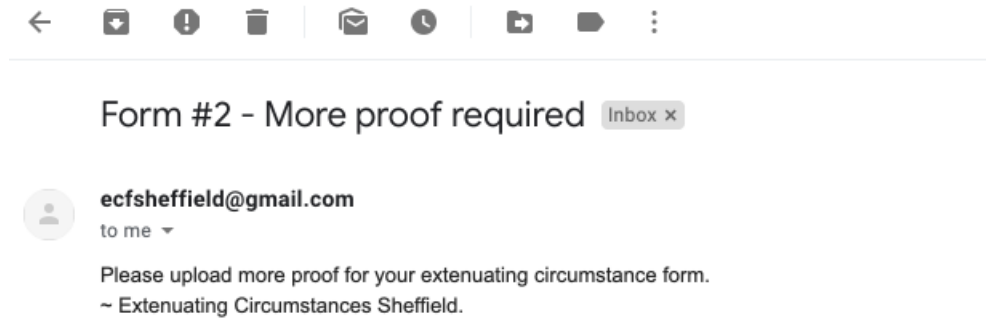 Form #2 - More proof required Inbox ×
ecfsheffield@gmail.com
to me
Please upload more proof for your extenuating circumstance form.
~ Extenuating Circumstances Sheffield.